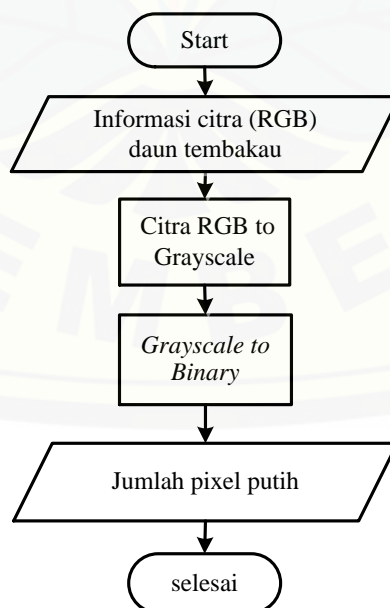 Start
Informasi citra (RGB)
daun tembakau
Citra RGB to
Grayscale
Grayscale to
Binary
Jumlah pixel putih
selesai